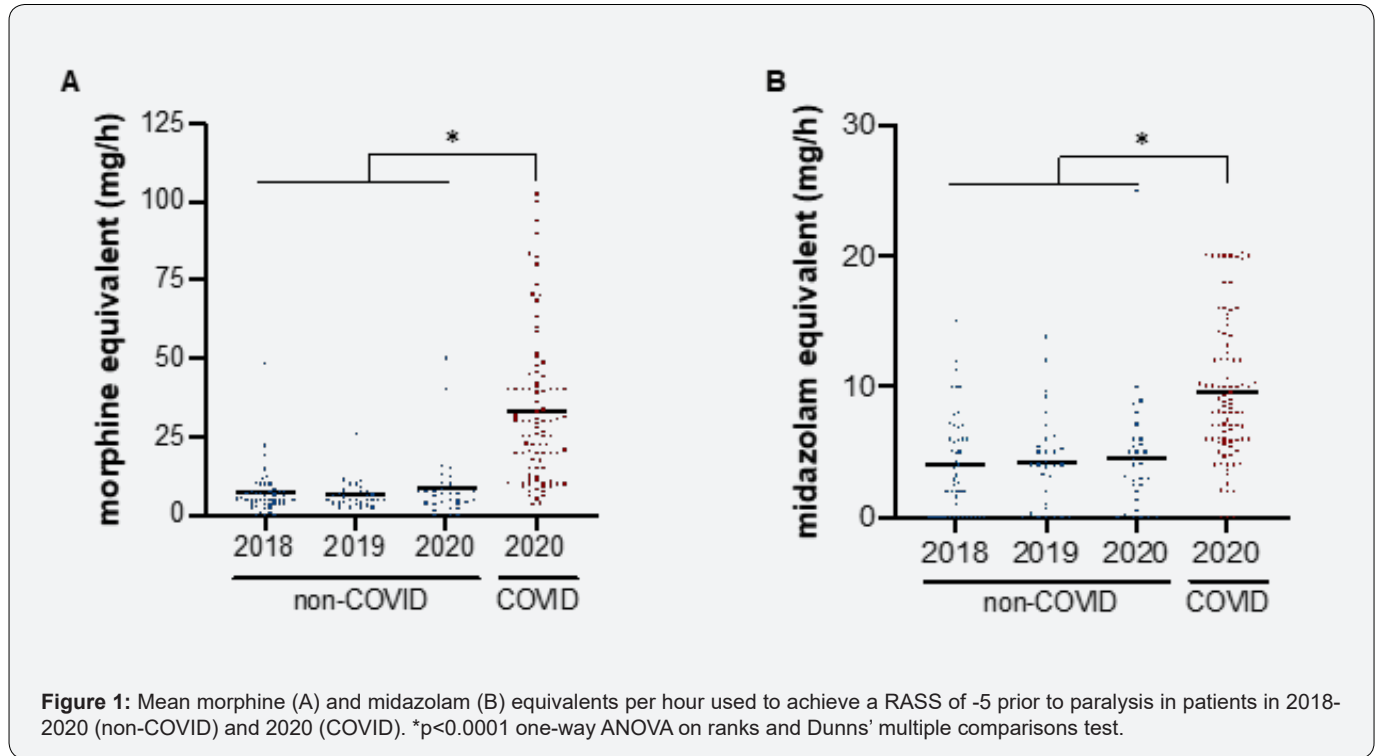 A
morphine equivalent (mg/h)
125
100
75
50
25
0
*
2018 2019 2020 2020
non-COVID COVID
B
midazolam equivalent (mg/h)
30
20
10
0
*
2018 2019 2020 2020
non-COVID COVID
Figure 1: Mean morphine (A) and midazolam (B) equivalents per hour used to achieve a RASS of -5 prior to paralysis in patients in 2018-
2020 (non-COVID) and 2020 (COVID). *p<0.0001 one-way ANOVA on ranks and Dunns’ multiple comparisons test.